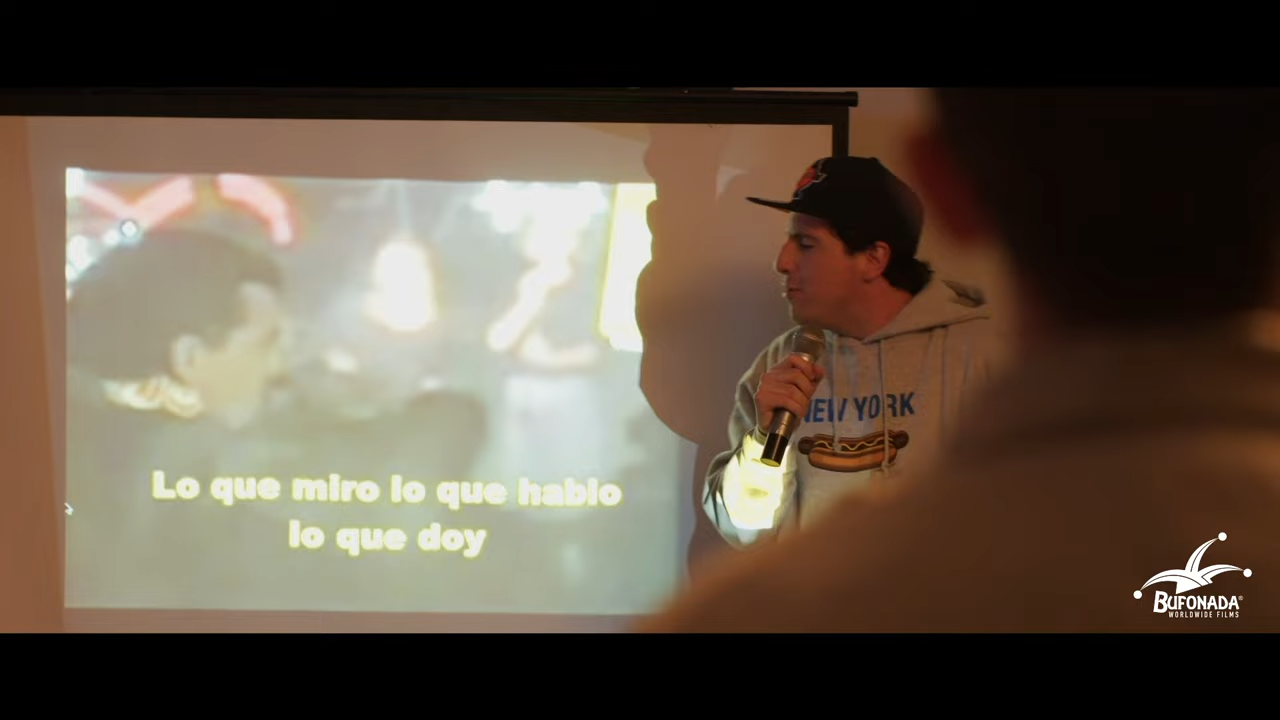 Lo que miro lo que hablo
lo que doy
NEW YORK
BUFONADA
WORLDWIDE FILMS